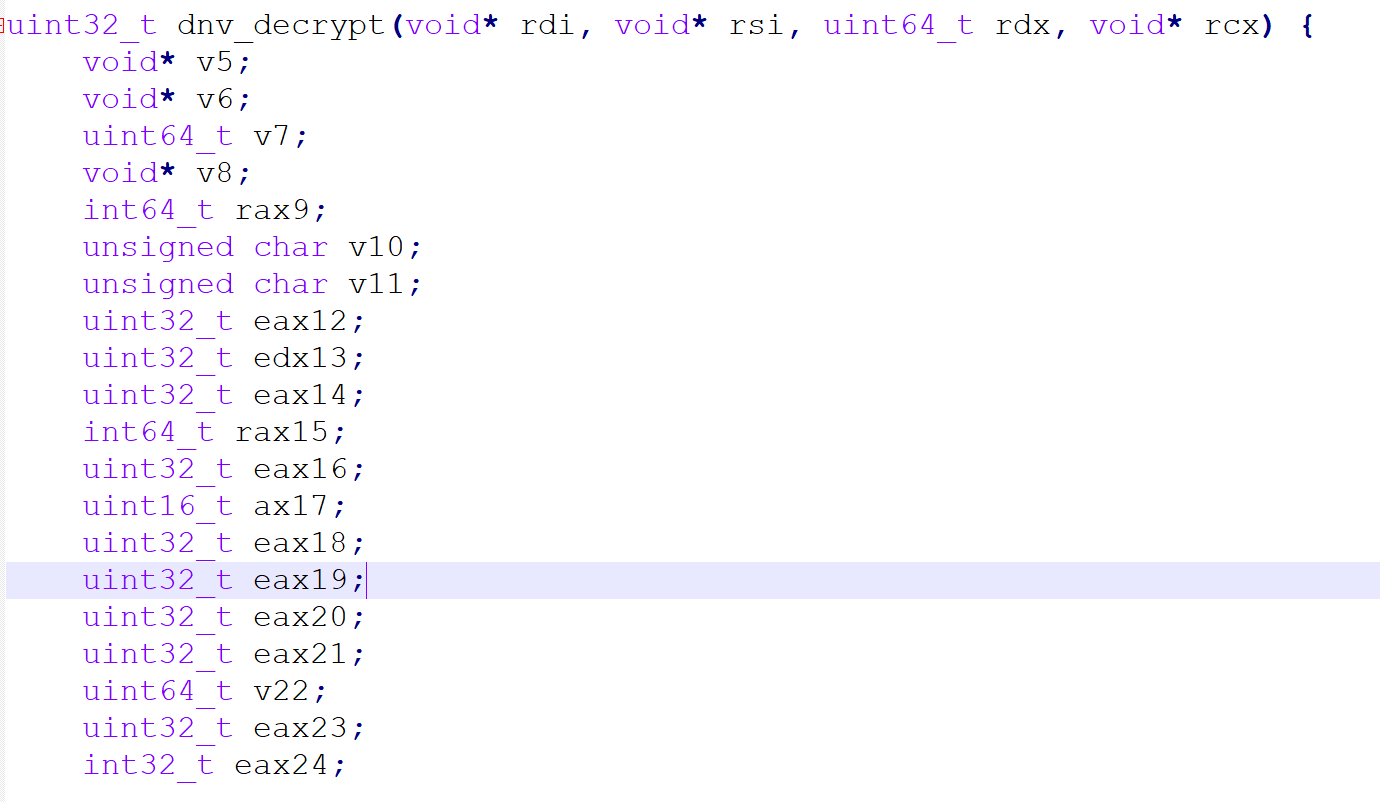 uint32_t dnv_decrypt(void* rdi, void* rsi, uint64_t rdx, void* rcx) {
void* v5;
void* v6;
uint64_t v7;
void* v8;
int64_t rax9;
unsigned char v10;
unsigned char v11;
uint32_t eax12;
uint32_t edx13;
uint32_t eax14;
int64_t rax15;
uint32_t eax16;
uint16_t ax17;
uint32_t eax18;
uint32_t eax19;
uint32_t eax20;
uint32_t eax21;
uint64_t v22;
uint32_t eax23;
int32_t eax24;